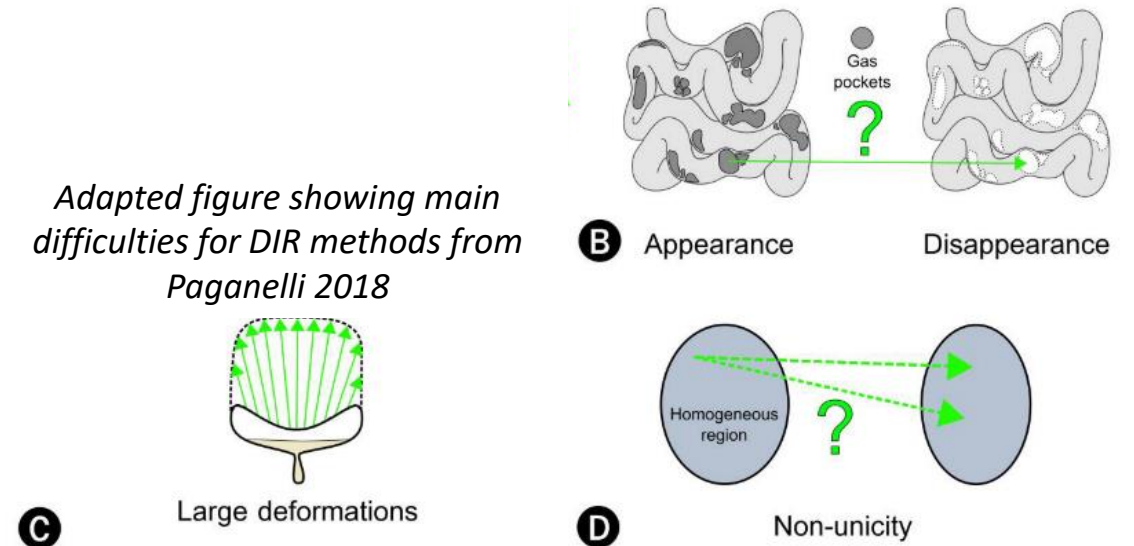 Adapted figure showing main
difficulties for DIR methods from
Paganelli 2018
Gas
pockets
?
B Appearance Disappearance
C Large deformations
Homogeneous
region
?
D Non-unicity